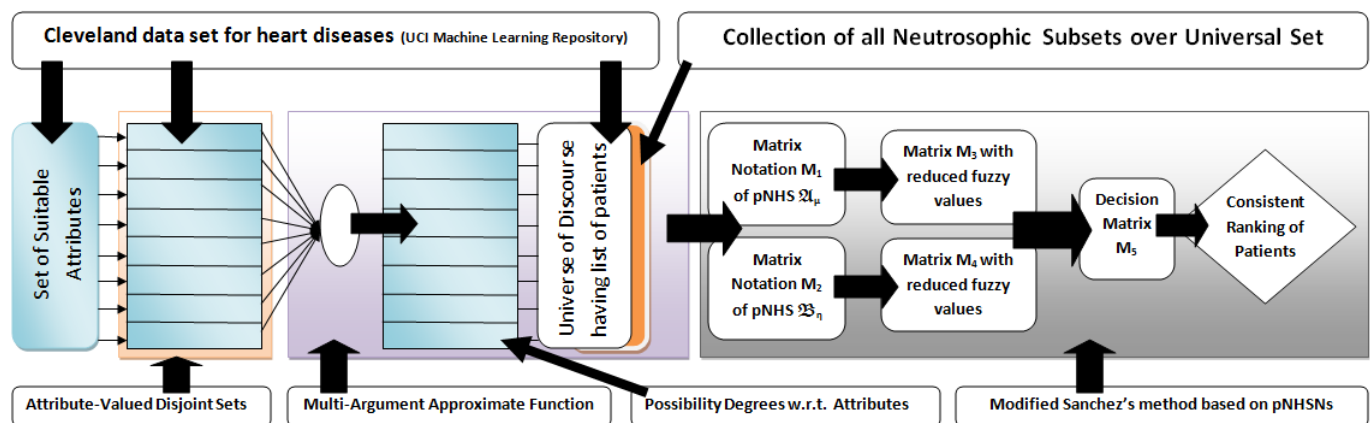 Cleveland data set for heart diseases (UCI Machine Learning Repository)
Collection of all Neutrosophic Subsets over Universal Set
Set of Suitable
Attributes
Universe of Discourse
having list of patients
Matrix
Notation M₁
of pNHS 𝔄μ
Matrix M₃ with
reduced fuzzy
values
Matrix
Notation M₂
of pNHS 𝔅η
Matrix M₄ with
reduced fuzzy
values
Decision
Matrix
M₅
Consistent
Ranking of
Patients
Attribute-Valued Disjoint Sets
Multi-Argument Approximate Function
Possibility Degrees w.r.t. Attributes
Modified Sanchez's method based on pNHSNs